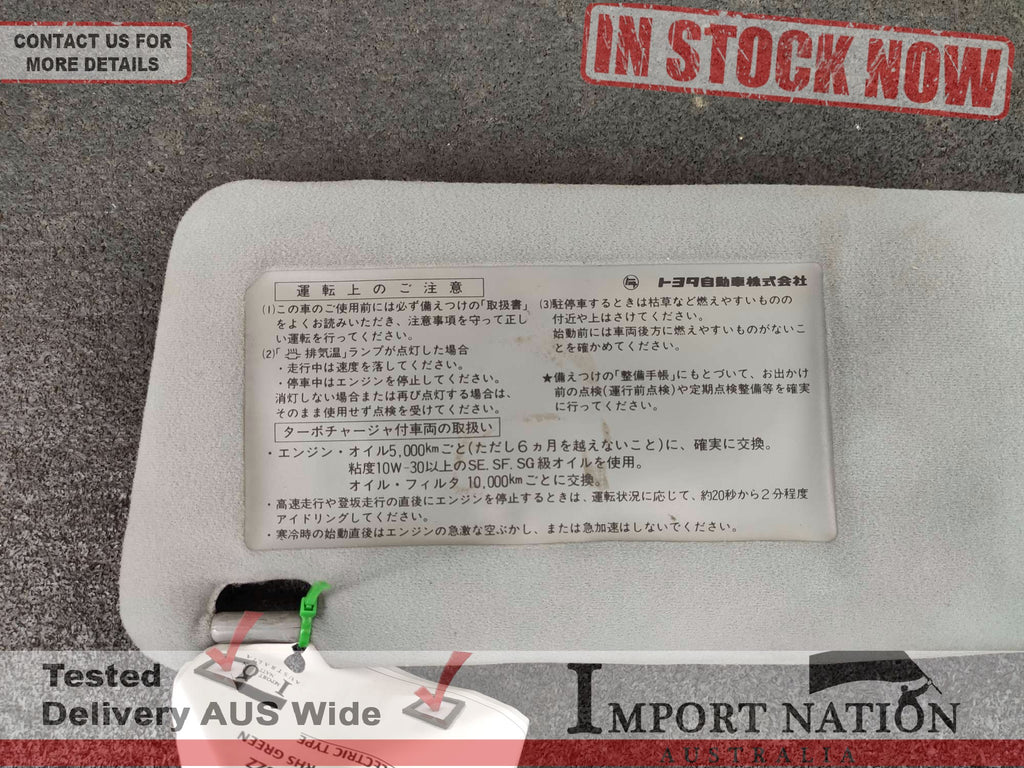 CONTACT US FOR
MORE DETAILS
IN STOCK NOW
運転上のご注意
トヨタ自動車株式会社
(1)この車のご使用前には必ず備えつけの「取扱書」
をよくお読みいただき、注意事項を守って正し
い運転を行ってください。
(2)「排気温」ランプが点灯した場合
・走行中は速度を落してください。
・停車中はエンジンを停止してください。
消灯しない場合または再び点灯する場合は、
そのまま使用せず点検を受けてください。
(3)駐停車するときは枯草など燃えやすいものの
付近や上はさけてください。
始動前には車両後方に燃えやすいものがないこ
とを確かめてください。
★備えつけの「整備手帳」にもとづいて、お出かけ
前の点検(運行前点検)や定期点検整備等を確実
に行ってください。
ターボチャージャ付車両の取扱い
・エンジン・オイル5,000kmごと(ただし6ヵ月を越えないこと)に、確実に交換。
粘度10W-30以上のSE. SF. SG級オイルを使用。
オイル・フィルタ 10,000kmごとに交換。
・高速走行や登坂走行の直後にエンジンを停止するときは、運転状況に応じて、約20秒から2分程度
アイドリングしてください。
・寒冷時の始動直後はエンジンの急激な空ぶかし、または急加速はしないでください。
Tested
Delivery AUS Wide
IMPORT NATION
AUSTRALIA
RHS GREEN
ELECTRIC TYPE